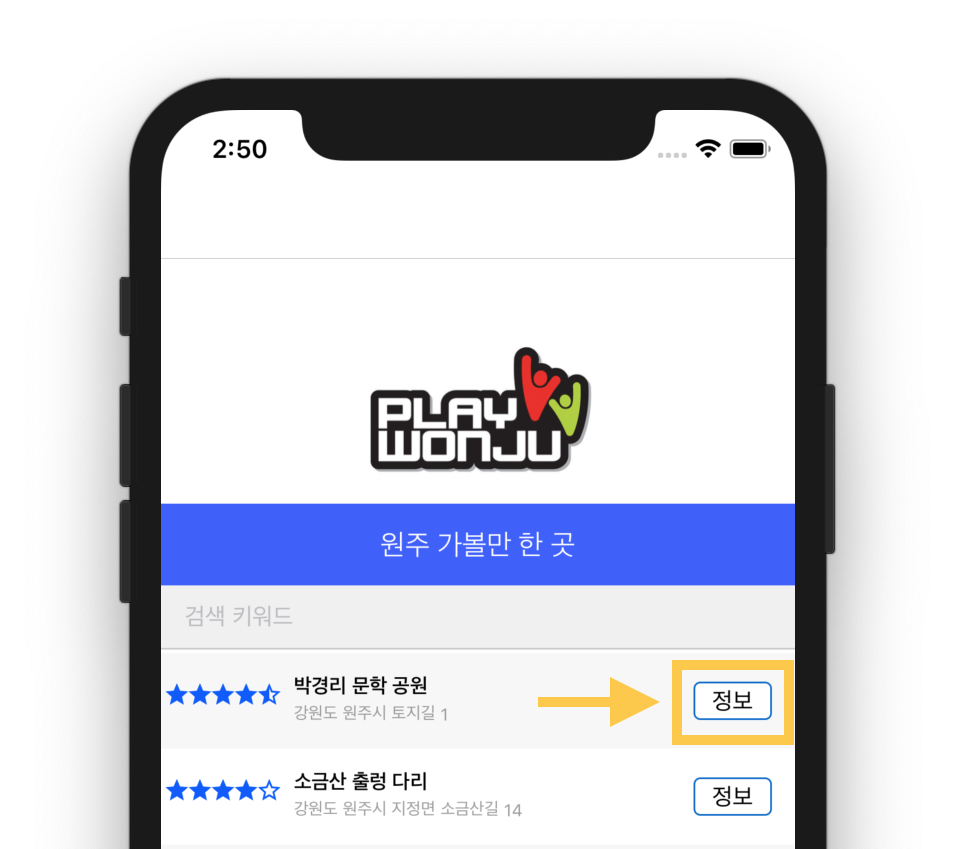 2:50
PLAY
WONJU
원주 가볼만 한 곳
검색 키워드
박경리 문학 공원
강원도 원주시 토지길 1
정보
소금산 출렁 다리
강원도 원주시 지정면 소금산길 14
정보